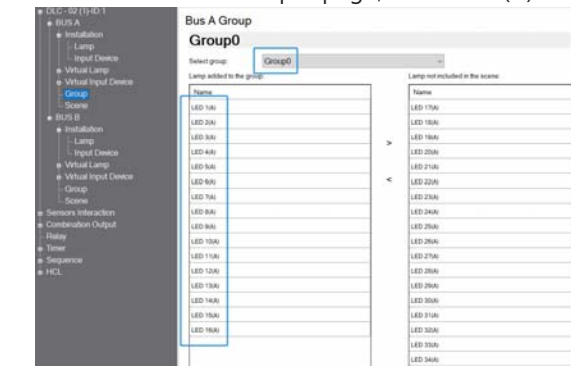 DLC - 02 (1)-ID:1
BUS A
Installation
Lamp
Input Device
Virtual Lamp
Virtual Input Device
Group
Scene
BUS B
Installation
Lamp
Input Device
Virtual Lamp
Virtual Input Device
Group
Scene
Sensors Interaction
Combination Output
Relay
Timer
Sequence
HCL
Bus A Group
Group0
Select group:
Group0
Lamp added to the group:
Name
LED 1(A)
LED 2(A)
LED 3(A)
LED 4(A)
LED 5(A)
LED 6(A)
LED 7(A)
LED 8(A)
LED 9(A)
LED 10(A)
LED 11(A)
LED 12(A)
LED 13(A)
LED 14(A)
LED 15(A)
LED 16(A)
>
<
Lamp not included in the scene:
Name
LED 17(A)
LED 18(A)
LED 19(A)
LED 20(A)
LED 21(A)
LED 22(A)
LED 23(A)
LED 24(A)
LED 25(A)
LED 26(A)
LED 27(A)
LED 28(A)
LED 29(A)
LED 30(A)
LED 31(A)
LED 32(A)
LED 33(A)
LED 34(A)